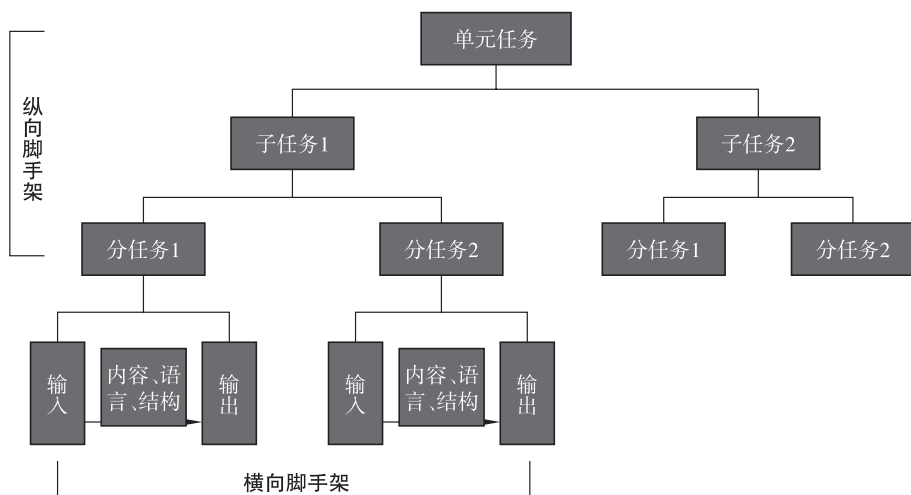 单元任务
纵向脚手架
子任务1
子任务2
分任务1
分任务2
分任务1
分任务2
输入
内容、语
言、结构
输出
输入
内容、语
言、结构
输出
横向脚手架